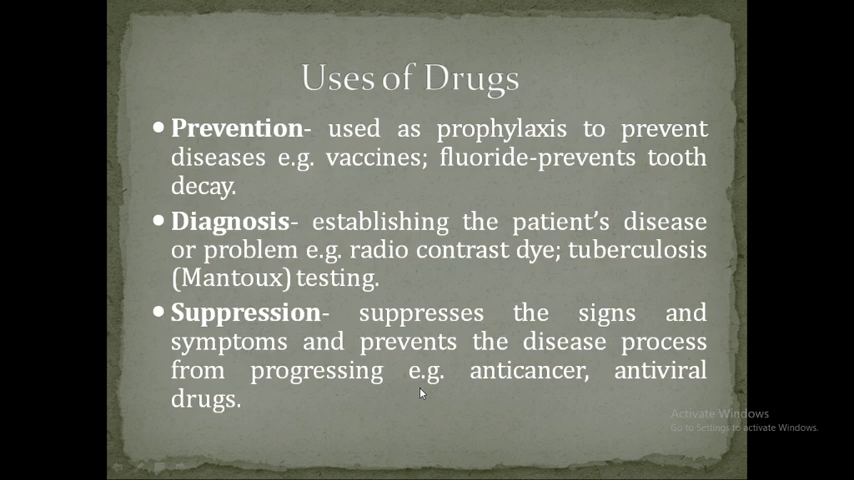 Uses of Drugs
• Prevention- used as prophylaxis to prevent
diseases e.g. vaccines; fluoride-prevents tooth
decay.
• Diagnosis- establishing the patient’s disease
or problem e.g. radio contrast dye; tuberculosis
(Mantoux) testing.
• Suppression- suppresses the signs and
symptoms and prevents the disease process
from progressing e.g. anticancer, antiviral
drugs.
Activate Windows
Go to Settings to activate Windows.